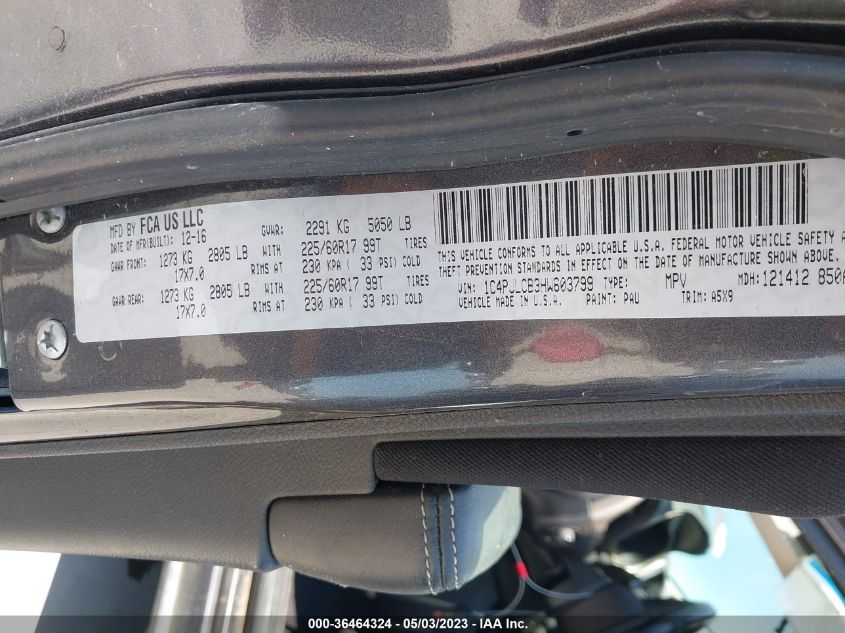 MFD BY FCA US LLC
DATE OF MFR(BUILT): 12-16 GVWR: 2291 KG 5050 LB
GAWR FRONT: 1273 KG 2805 LB WITH 225/60R17 99T TIRES
17X7.0 RIMS AT 230 KPA ( 33 PSI) COLD
GAWR REAR: 1273 KG 2805 LB WITH 225/60R17 99T TIRES
17X7.0 RIMS AT 230 KPA ( 33 PSI) COLD
THIS VEHICLE CONFORMS TO ALL APPLICABLE U.S.A. FEDERAL MOTOR VEHICLE SAFETY
THEFT PREVENTION STANDARDS IN EFFECT ON THE DATE OF MANUFACTURE SHOWN ABOVE.
VIN: 1C4PJLCB3HW603799 TYPE: MPV MDH: 121412
VEHICLE MADE IN U.S.A. PAINT: PAU TRIM: A5X9
000-36464324 — 05/03/2023 — IAA Inc.